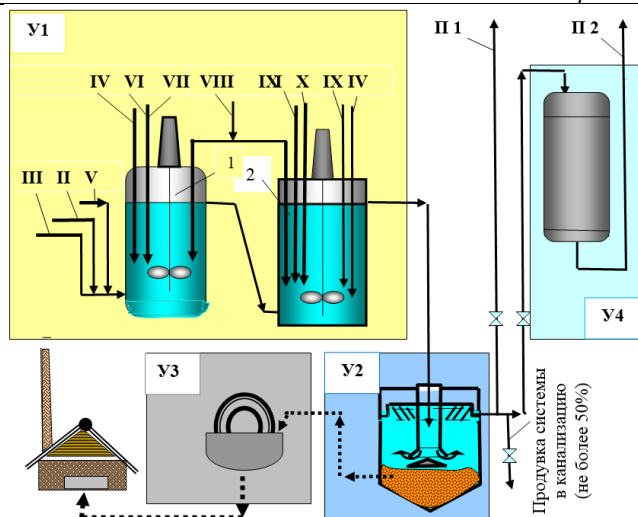 У1
П 1
П 2
IV VI VII VIII IXI X IX IV
III II V
1
2
У4
У3
У2
Продувка системы
в канализацию
(не более 50%)